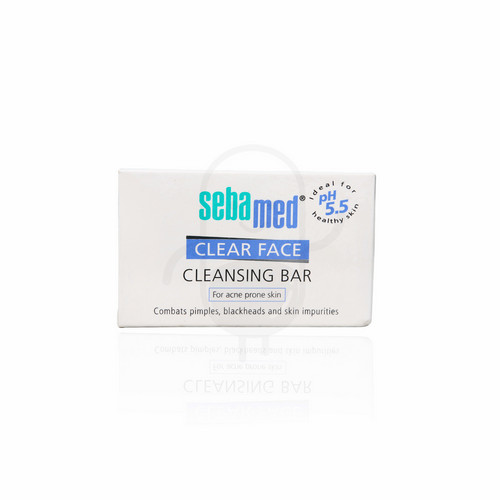 sebamed®
ideal for
pH
5.5
healthy skin
CLEAR FACE
CLEANSING BAR
For acne prone skin
Combats pimples, blackheads and skin impurities